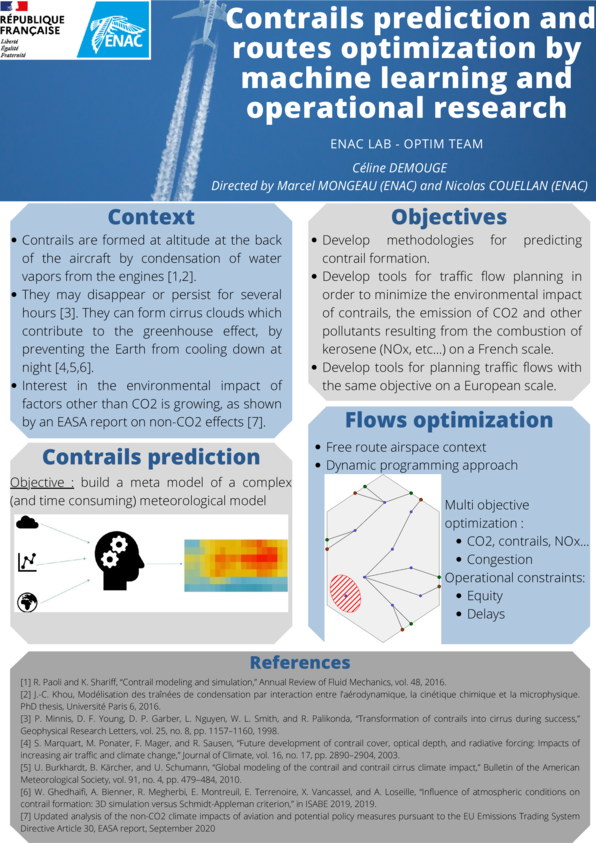 RÉPUBLIQUE
FRANÇAISE
Liberté
Égalité
Fraternité
ENAC
Contrails prediction and
routes optimization by
machine learning and
operational research
ENAC LAB - OPTIM TEAM
Céline DEMOUGE
Directed by Marcel MONGEAU (ENAC) and Nicolas COUELLAN (ENAC)
Context
• Contrails are formed at altitude at the back
of the aircraft by condensation of water
vapors from the engines [1,2].
• They may disappear or persist for several
hours [3]. They can form cirrus clouds which
contribute to the greenhouse effect, by
preventing the Earth from cooling down at
night [4,5,6].
• Interest in the environmental impact of
factors other than CO2 is growing, as shown
by an EASA report on non-CO2 effects [7].
Contrails prediction
Objective : build a meta model of a complex
(and time consuming) meteorological model
Objectives
• Develop methodologies for predicting
contrail formation.
• Develop tools for traffic flow planning in
order to minimize the environmental impact
of contrails, the emission of CO2 and other
pollutants resulting from the combustion of
kerosene (NOx, etc...) on a French scale.
• Develop tools for planning traffic flows with
the same objective on a European scale.
Flows optimization
• Free route airspace context
• Dynamic programming approach
Multi objective
optimization :
• CO2, contrails, NOx...
• Congestion
Operational constraints:
• Equity
• Delays
References
[1] R. Paoli and K. Shariff, “Contrail modeling and simulation,” Annual Review of Fluid Mechanics, vol. 48, 2016.
[2] J.-C. Khou, Modélisation des traînées de condensation par interaction entre l’aérodynamique, la cinétique chimique et la microphysique.
PhD thesis, Université Paris 6, 2016.
[3] P. Minnis, D. F. Young, D. P. Garber, L. Nguyen, W. L. Smith, and R. Palikonda, “Transformation of contrails into cirrus during success,”
Geophysical Research Letters, vol. 25, no. 8, pp. 1157–1160, 1998.
[4] S. Marquart, M. Ponater, F. Mager, and R. Sausen, “Future development of contrail cover, optical depth, and radiative forcing: Impacts of
increasing air traffic and climate change,” Journal of Climate, vol. 16, no. 17, pp. 2890–2904, 2003.
[5] U. Burkhardt, B. Kärcher, and U. Schumann, “Global modeling of the contrail and contrail cirrus climate impact,” Bulletin of the American
Meteorological Society, vol. 91, no. 4, pp. 479–484, 2010.
[6] W. Ghedhaifi, A. Bienner, R. Megherbi, E. Montreuil, E. Terrenoire, X. Vancassel, and A. Loseille, “Influence of atmospheric conditions on
contrail formation: 3D simulation versus Schmidt-Appleman criterion,” in ISABE 2019, 2019.
[7] Updated analysis of the non-CO2 climate impacts of aviation and potential policy measures pursuant to the EU Emissions Trading System
Directive Article 30, EASA report, September 2020